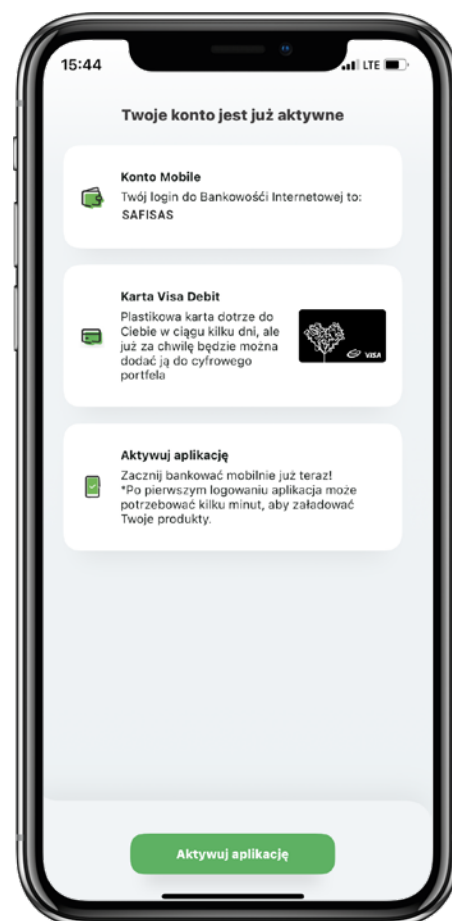 15:44
LTE
Twoje konto jest już aktywne
Konto Mobile
Twój login do Bankowośći Internetowej to:
SAFISAS
Karta Visa Debit
Plastikowa karta dotrze do
Ciebie w ciągu kilku dni, ale
już za chwilę będzie można
dodać ją do cyfrowego
portfela
VISA
Aktywuj aplikację
Zacznij bankować mobilnie już teraz!
*Po pierwszym logowaniu aplikacja może
potrzebować kilku minut, aby załadować
Twoje produkty.
Aktywuj aplikację